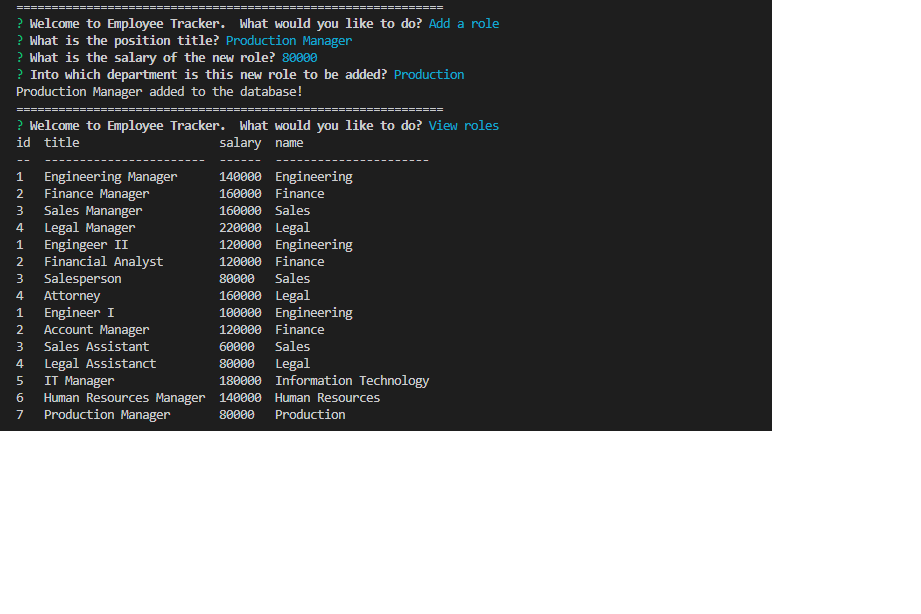 =============================================================
? Welcome to Employee Tracker.  What would you like to do? Add a role
? What is the position title? Production Manager
? What is the salary of the new role? 80000
? Into which department is this new role to be added? Production
Production Manager added to the database!
=============================================================
? Welcome to Employee Tracker.  What would you like to do? View roles
id  title                    salary  name
--  -----------------------  ------  ----------------------
1   Engineering Manager      140000  Engineering
2   Finance Manager          160000  Finance
3   Sales Mananger           160000  Sales
4   Legal Manager            220000  Legal
1   Engingeer II             120000  Engineering
2   Financial Analyst        120000  Finance
3   Salesperson              80000   Sales
4   Attorney                 160000  Legal
1   Engineer I               100000  Engineering
2   Account Manager          120000  Finance
3   Sales Assistant          60000   Sales
4   Legal Assistanct         80000   Legal
5   IT Manager               180000  Information Technology
6   Human Resources Manager  140000  Human Resources
7   Production Manager       80000   Production